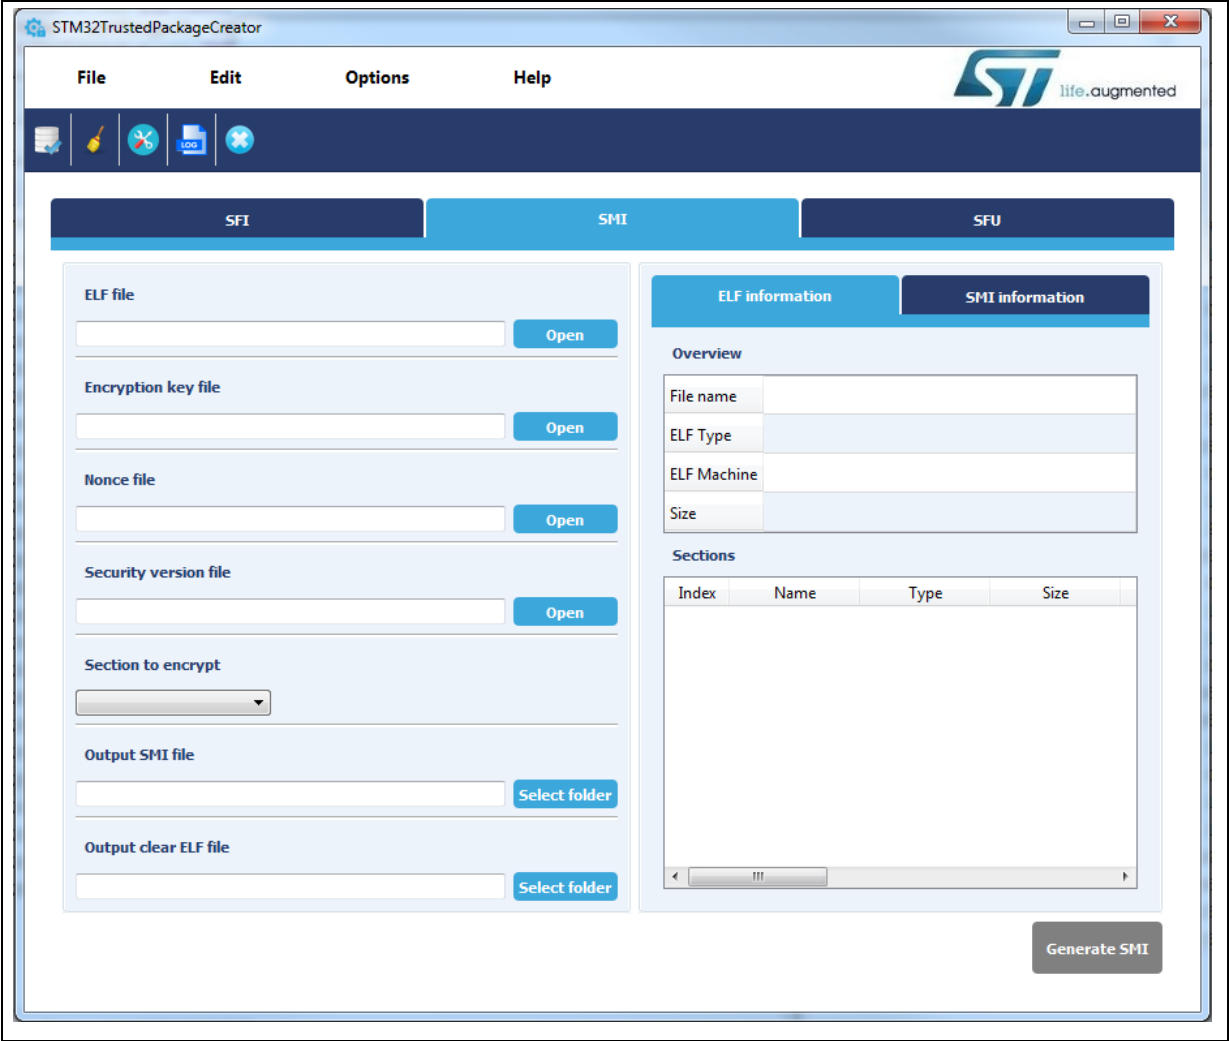 STM32TrustedPackageCreator
File Edit Options Help
ST life.augmented
LOG
SFI SMI SFU
ELF file
Open
Encryption key file
Open
Nonce file
Open
Security version file
Open
Section to encrypt
Output SMI file
Select folder
Output clear ELF file
Select folder
ELF information SMI information
Overview
File name
ELF Type
ELF Machine
Size
Sections
Index Name Type Size
Generate SMI